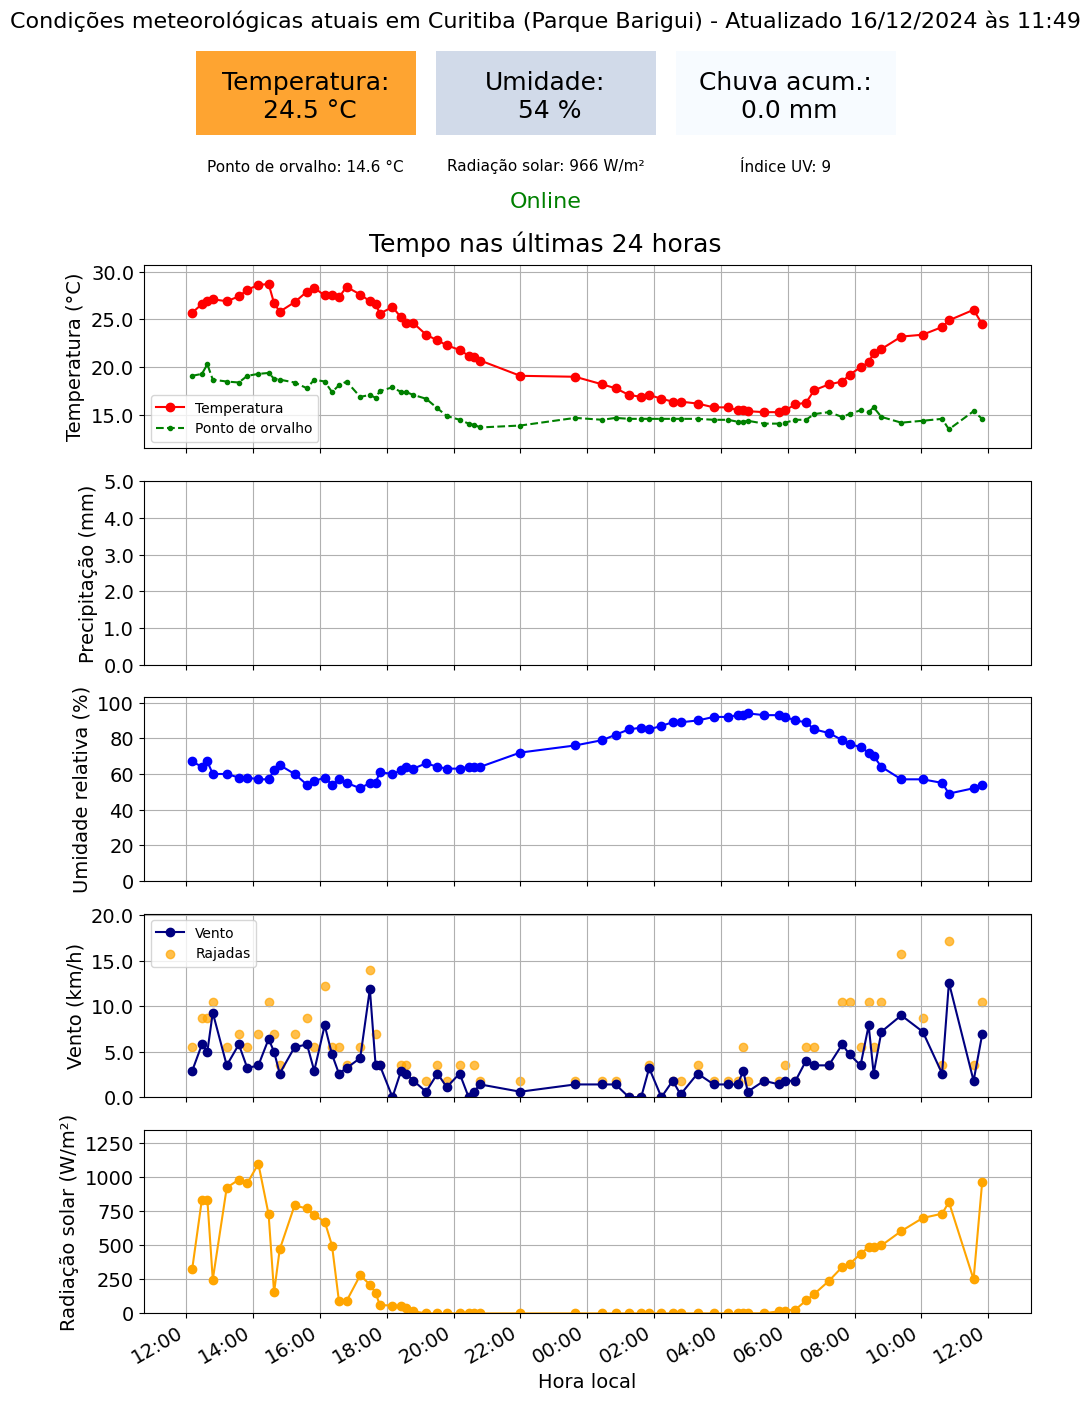 Condições meteorológicas atuais em Curitiba (Parque Barigui) - Atualizado 16/12/2024 às 11:49
Temperatura:
24.5 °C
Umidade:
54 %
Chuva acum.:
0.0 mm
Ponto de orvalho: 14.6 °C
Radiação solar: 966 W/m²
Índice UV: 9
Online
Tempo nas últimas 24 horas
Temperatura (°C)
30.0
25.0
20.0
15.0
Temperatura
Ponto de orvalho
Precipitação (mm)
5.0
4.0
3.0
2.0
1.0
0.0
Umidade relativa (%)
100
80
60
40
20
0
Vento (km/h)
20.0
15.0
10.0
5.0
0.0
Vento
Rajadas
Radiação solar (W/m²)
1250
1000
750
500
250
0
12:00
14:00
16:00
18:00
20:00
22:00
00:00
02:00
04:00
06:00
08:00
10:00
12:00
Hora local